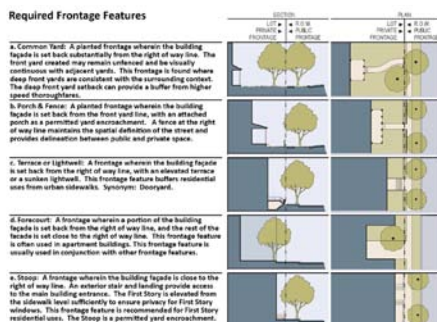 Required Frontage Features
SECTION
PLAN
LOT ► ◄ R.O.W.
PRIVATE ► ◄ PUBLIC
FRONTAGE FRONTAGE
LOT ► ◄ R.O.W.
PRIVATE ► ◄ PUBLIC
FRONTAGE FRONTAGE
a. Common Yard: A planted frontage wherein the building
façade is set back substantially from the right of way line. The
front yard created may remain unfenced and be visually
continuous with adjacent yards. This frontage is found where
deep front yards are consistent with the surrounding context.
The deep front yard setback can provide a buffer from higher
speed thoroughfares.
b. Porch & Fence: A planted frontage wherein the building
façade is set back from the front yard line, with an attached
porch as a permitted yard encroachment. A fence at the right
of way line maintains the spatial definition of the street and
provides delineation between public and private space.
c. Terrace or Lightwell: A frontage wherein the building façade
is set back from the right of way line, with an elevated terrace
or a sunken lightwell. This frontage feature buffers residential
uses from urban sidewalks. Synonym: Dooryard.
d. Forecourt: A frontage wherein a portion of the building
façade is set back from the right of way line, and the rest of the
façade is set close to the right of way line. This frontage feature
is often used in apartment buildings. This frontage feature is
usually used in conjunction with other frontage features.
e. Stoop: A frontage wherein the building façade is close to the
right of way line. An exterior stair and landing provide access
to the main building entrance. The First Story is elevated from
the sidewalk level sufficiently to ensure privacy for First Story
windows. This frontage feature is recommended for First Story
residential uses. The Stoop is a permitted yard encroachment.